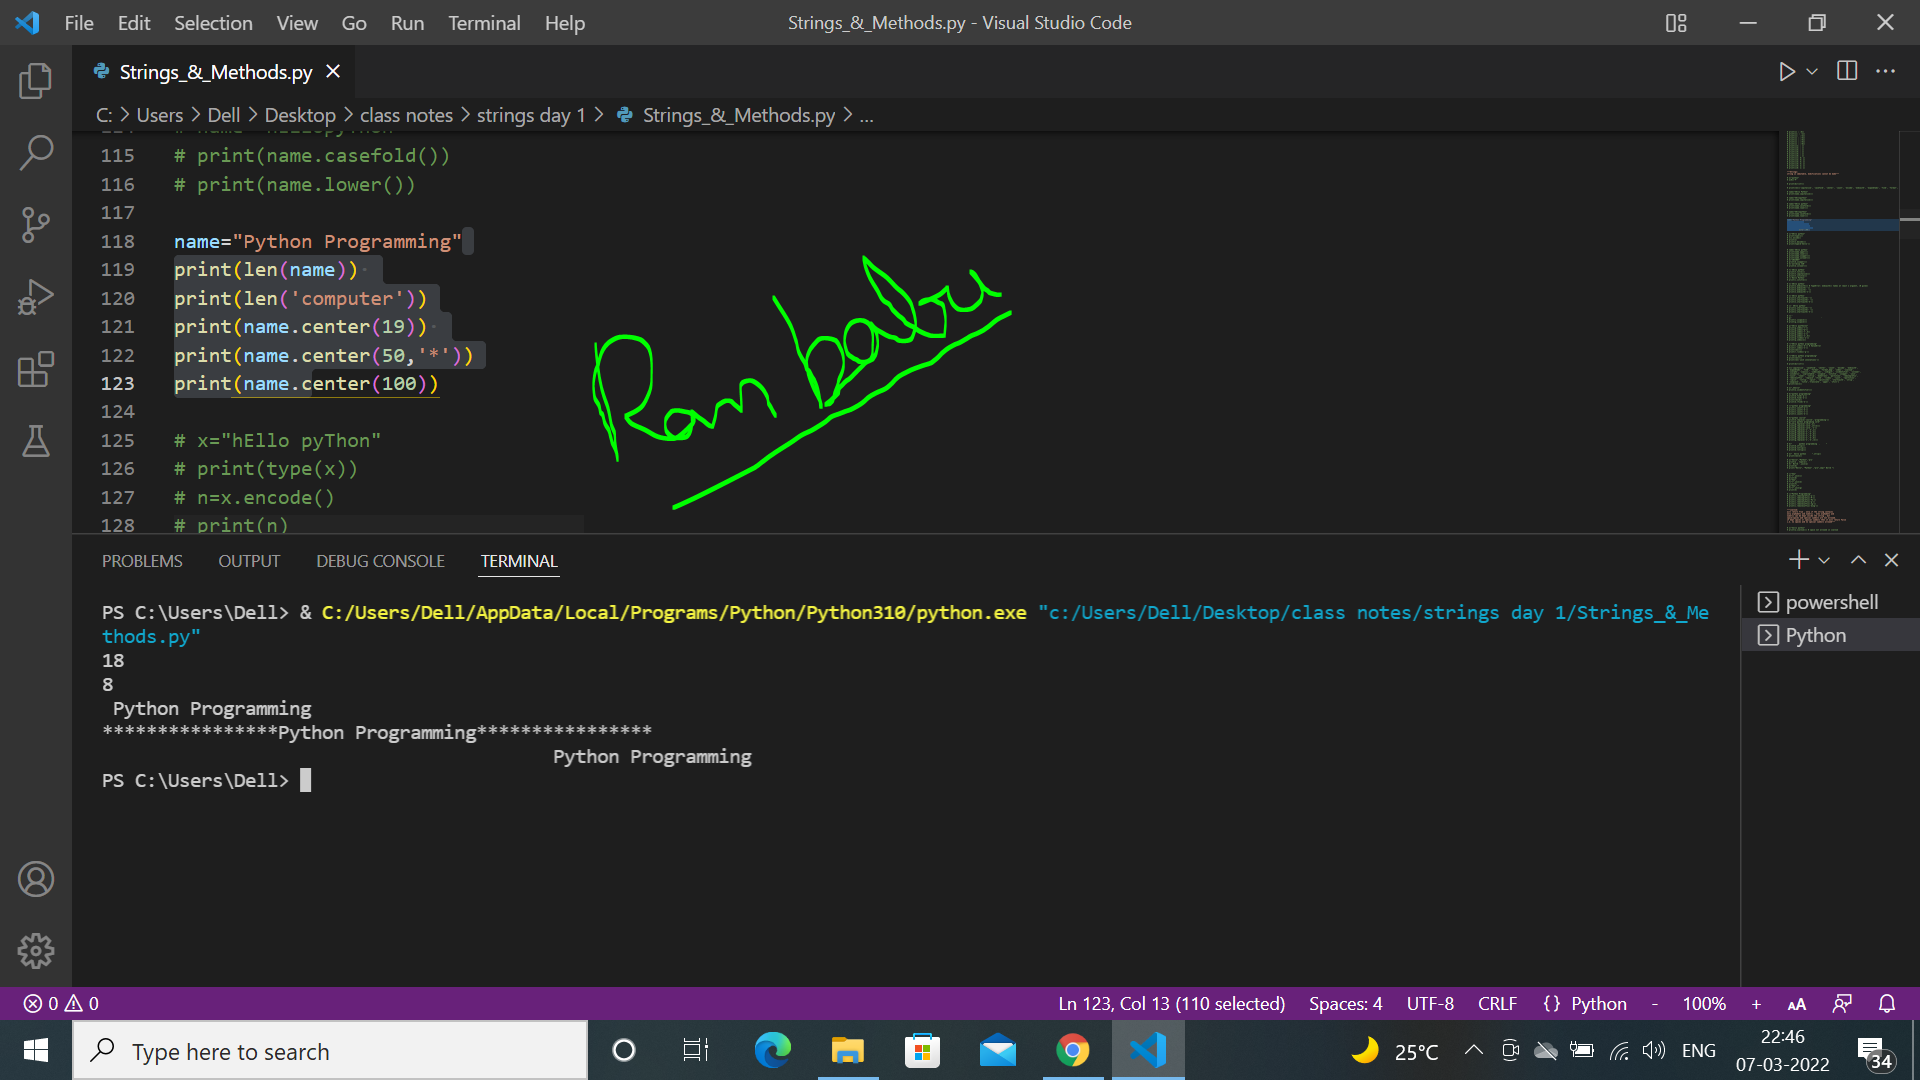 File Edit Selection View Go Run Terminal Help
Strings_&_Methods.py - Visual Studio Code
Strings_&_Methods.py
C: > Users > Dell > Desktop > class notes > strings day 1 > Strings_&_Methods.py > ...
115 # print(name.casefold())
116 # print(name.lower())
117
118 name="Python Programming"
119 print(len(name))
120 print(len('computer'))
121 print(name.center(19))
122 print(name.center(50,'*'))
123 print(name.center(100))
124
125 # x="hEllo pyThon"
126 # print(type(x))
127 # n=x.encode()
128 # print(n)
Ram babu
PROBLEMS OUTPUT DEBUG CONSOLE TERMINAL
PS C:\Users\Dell> & C:/Users/Dell/AppData/Local/Programs/Python/Python310/python.exe "c:/Users/Dell/Desktop/class notes/strings day 1/Strings_&_Me
thods.py"
18
8
 Python Programming
****************Python Programming****************
                                         Python Programming
PS C:\Users\Dell>
powershell
Python
0 0
Ln 123, Col 13 (110 selected) Spaces: 4 UTF-8 CRLF {} Python - 100% +
Type here to search
25°C
ENG
22:46
07-03-2022
34